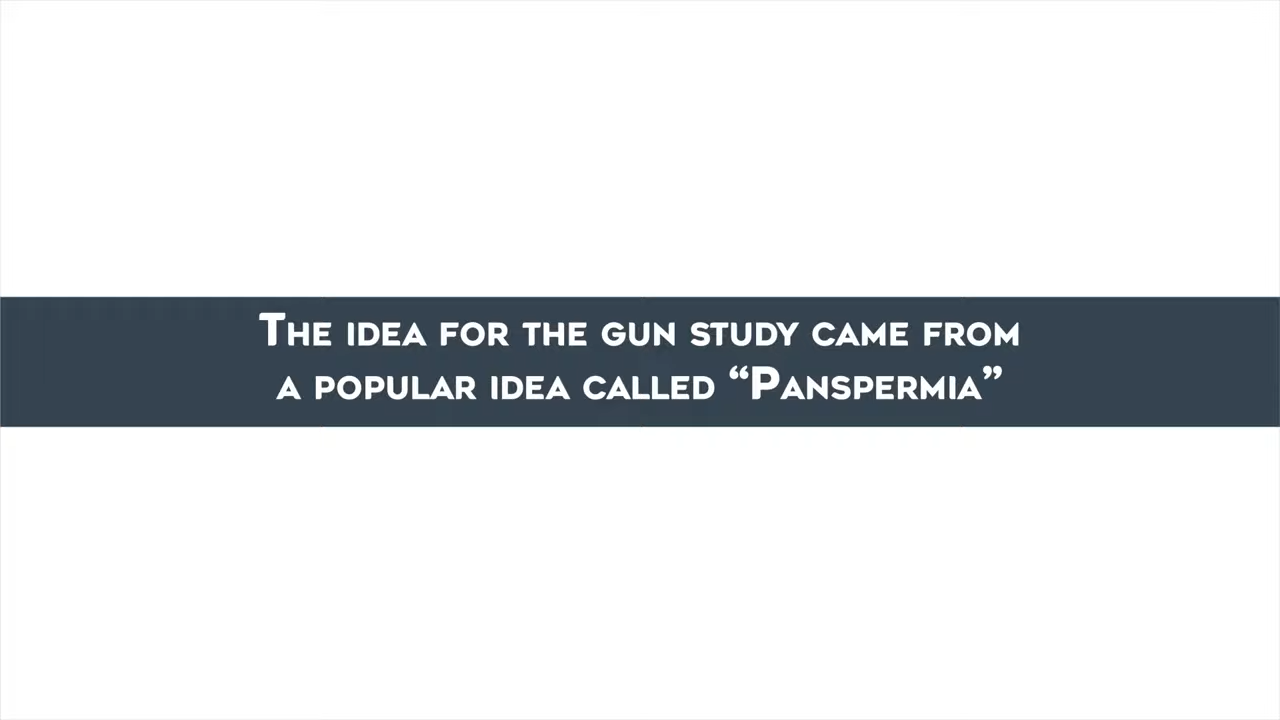 The idea for the gun study came from
a popular idea called “Panspermia”